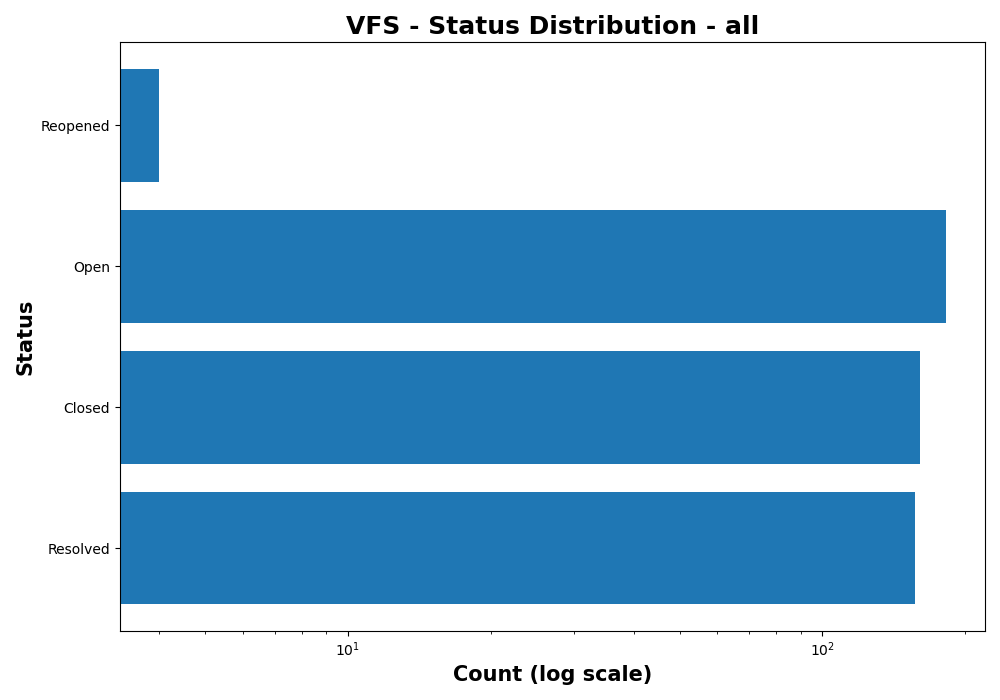 VFS - Status Distribution - all
Reopened
Open
Closed
Resolved
Status
10¹
10²
Count (log scale)